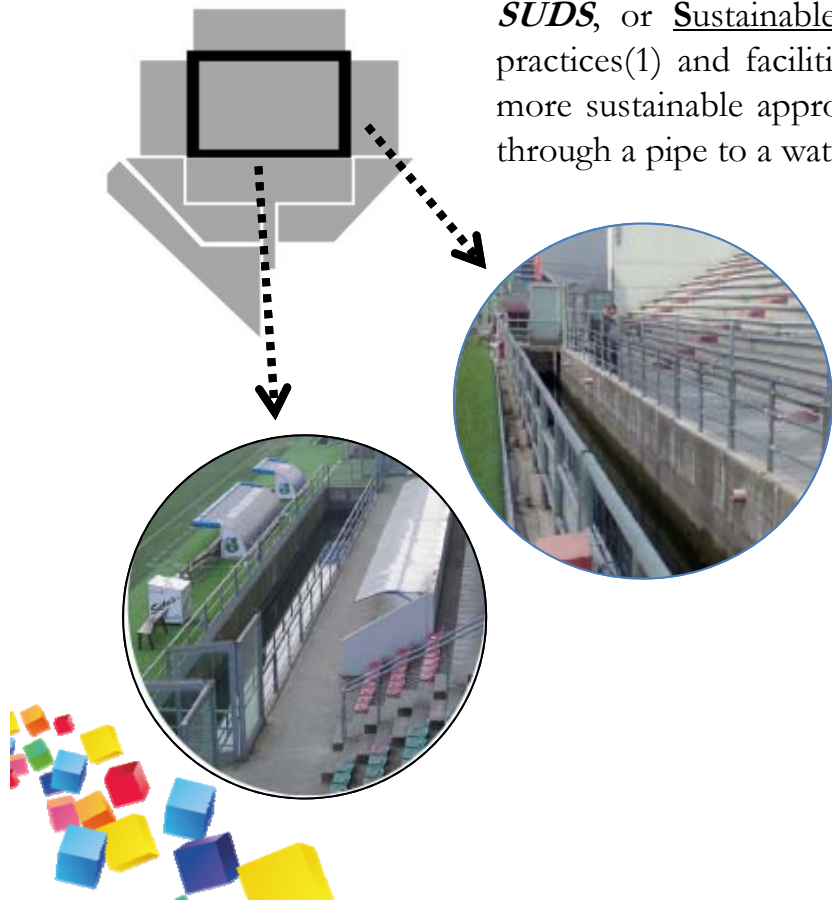 SUDS, or Sustainable
practices(1) and faciliti
more sustainable appro
through a pipe to a wat